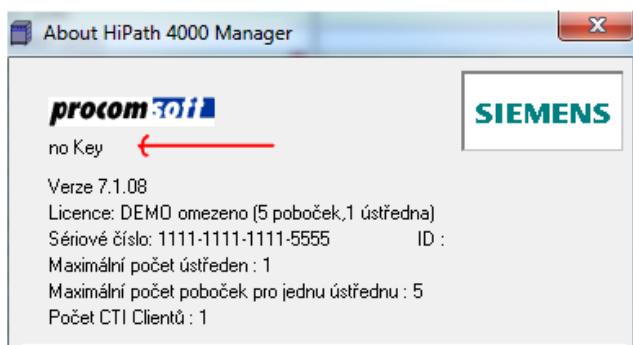 About HiPath 4000 Manager
procom soft
SIEMENS
no Key
Verze 7.1.08
Licence: DEMO omezeno (5 poboček,1 ústředna)
Sériové číslo: 1111-1111-1111-5555 ID :
Maximální počet ústředen : 1
Maximální počet poboček pro jednu ústřednu : 5
Počet CTI Clientů : 1